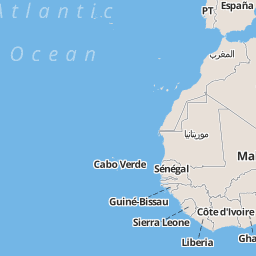 Atlantic
Ocean
PT
España
المغرب
موريتانيا
Cabo Verde
Sénégal
Ma
Guiné-Bissau
Sierra Leone
Côte d'Ivoire
Liberia
Gha